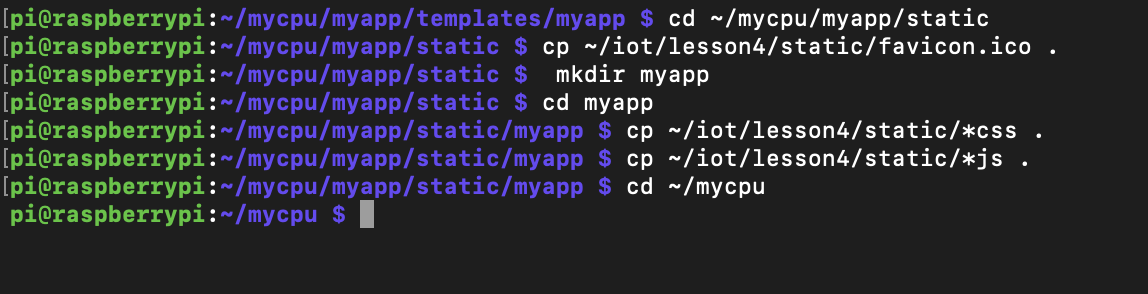 [pi@raspberrypi:~/mycpu/myapp/templates/myapp $ cd ~/mycpu/myapp/static
[pi@raspberrypi:~/mycpu/myapp/static $ cp ~/iot/lesson4/static/favicon.ico .
[pi@raspberrypi:~/mycpu/myapp/static $  mkdir myapp
[pi@raspberrypi:~/mycpu/myapp/static $ cd myapp
[pi@raspberrypi:~/mycpu/myapp/static/myapp $ cp ~/iot/lesson4/static/*css .
[pi@raspberrypi:~/mycpu/myapp/static/myapp $ cp ~/iot/lesson4/static/*js .
[pi@raspberrypi:~/mycpu/myapp/static/myapp $ cd ~/mycpu
pi@raspberrypi:~/mycpu $